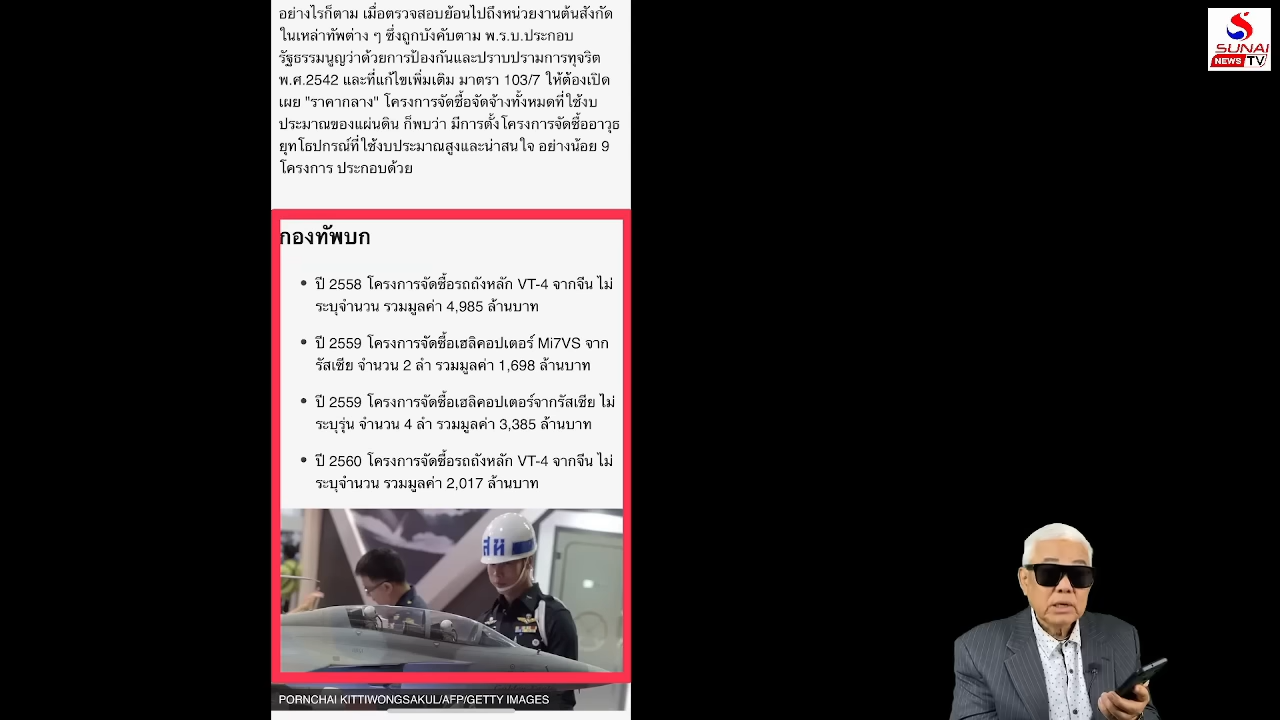 อย่างไรก็ตาม เมื่อตรวจสอบย้อนไปถึงหน่วยงานต้นสังกัด
ในเหล่าทัพต่าง ๆ ซึ่งถูกบังคับตาม พ.ร.บ.ประกอบ
รัฐธรรมนูญว่าด้วยการป้องกันและปราบปรามการทุจริต
พ.ศ.2542 และที่แก้ไขเพิ่มเติม มาตรา 103/7 ให้ต้องเปิด
เผย "ราคากลาง" โครงการจัดซื้อจัดจ้างทั้งหมดที่ใช้งบ
ประมาณของแผ่นดิน ก็พบว่า มีการตั้งโครงการจัดซื้ออาวุธ
ยุทโธปกรณ์ที่ใช้งบประมาณสูงและน่าสนใจ อย่างน้อย 9
โครงการ ประกอบด้วย
กองทัพบก
• ปี 2558 โครงการจัดซื้อรถถังหลัก VT-4 จากจีน ไม่
ระบุจำนวน รวมมูลค่า 4,985 ล้านบาท
• ปี 2559 โครงการจัดซื้อเฮลิคอปเตอร์ Mi7VS จาก
รัสเซีย จำนวน 2 ลำ รวมมูลค่า 1,698 ล้านบาท
• ปี 2559 โครงการจัดซื้อเฮลิคอปเตอร์จากรัสเซีย ไม่
ระบุรุ่น จำนวน 4 ลำ รวมมูลค่า 3,385 ล้านบาท
• ปี 2560 โครงการจัดซื้อรถถังหลัก VT-4 จากจีน ไม่
ระบุจำนวน รวมมูลค่า 2,017 ล้านบาท
สห
PORNCHAI KITTIWONGSAKUL/AFP/GETTY IMAGES
SUNAI
NEWS TV